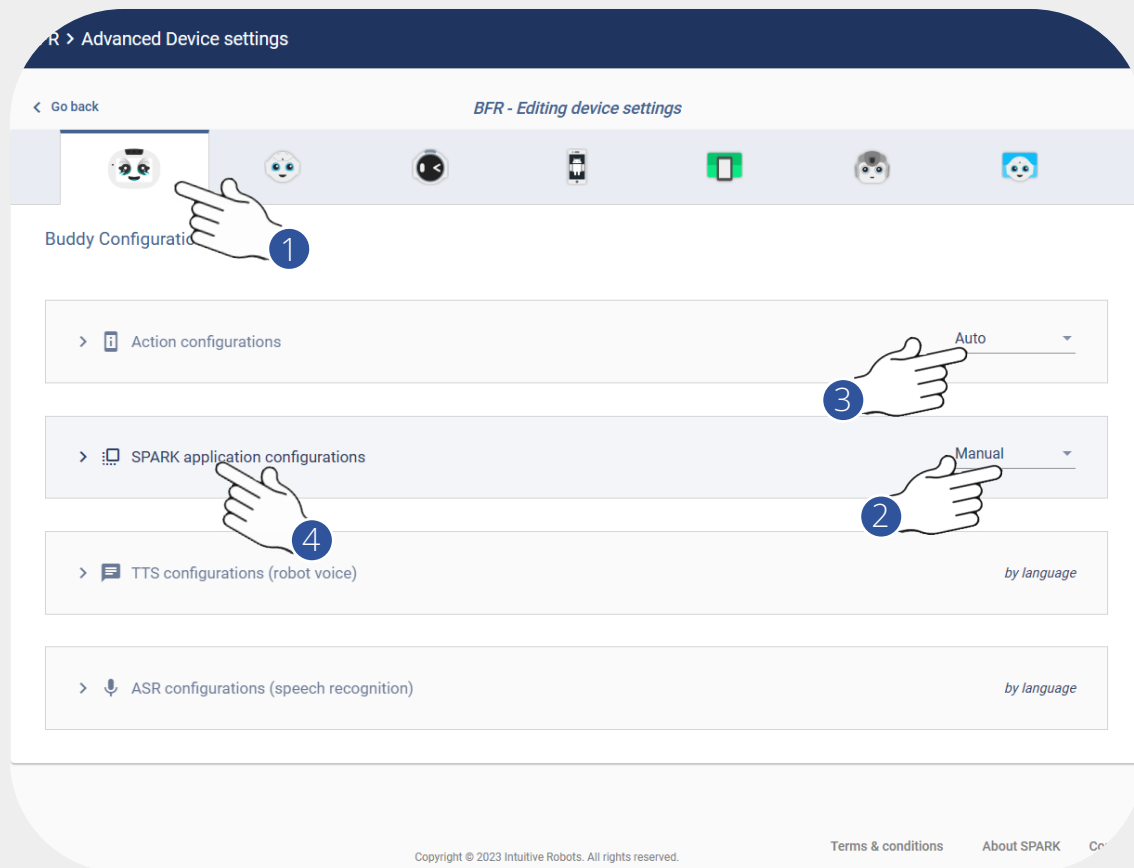 R > Advanced Device settings
Go back
BFR - Editing device settings
Buddy
1
Action configurations
Auto
3
SPARK application configurations
Manual
2
4
TTS configurations (robot voice)
by language
ASR configurations (speech recognition)
by language
Terms & conditions
About SPARK
Copyright © 2023 Intuitive Robots. All rights reserved.